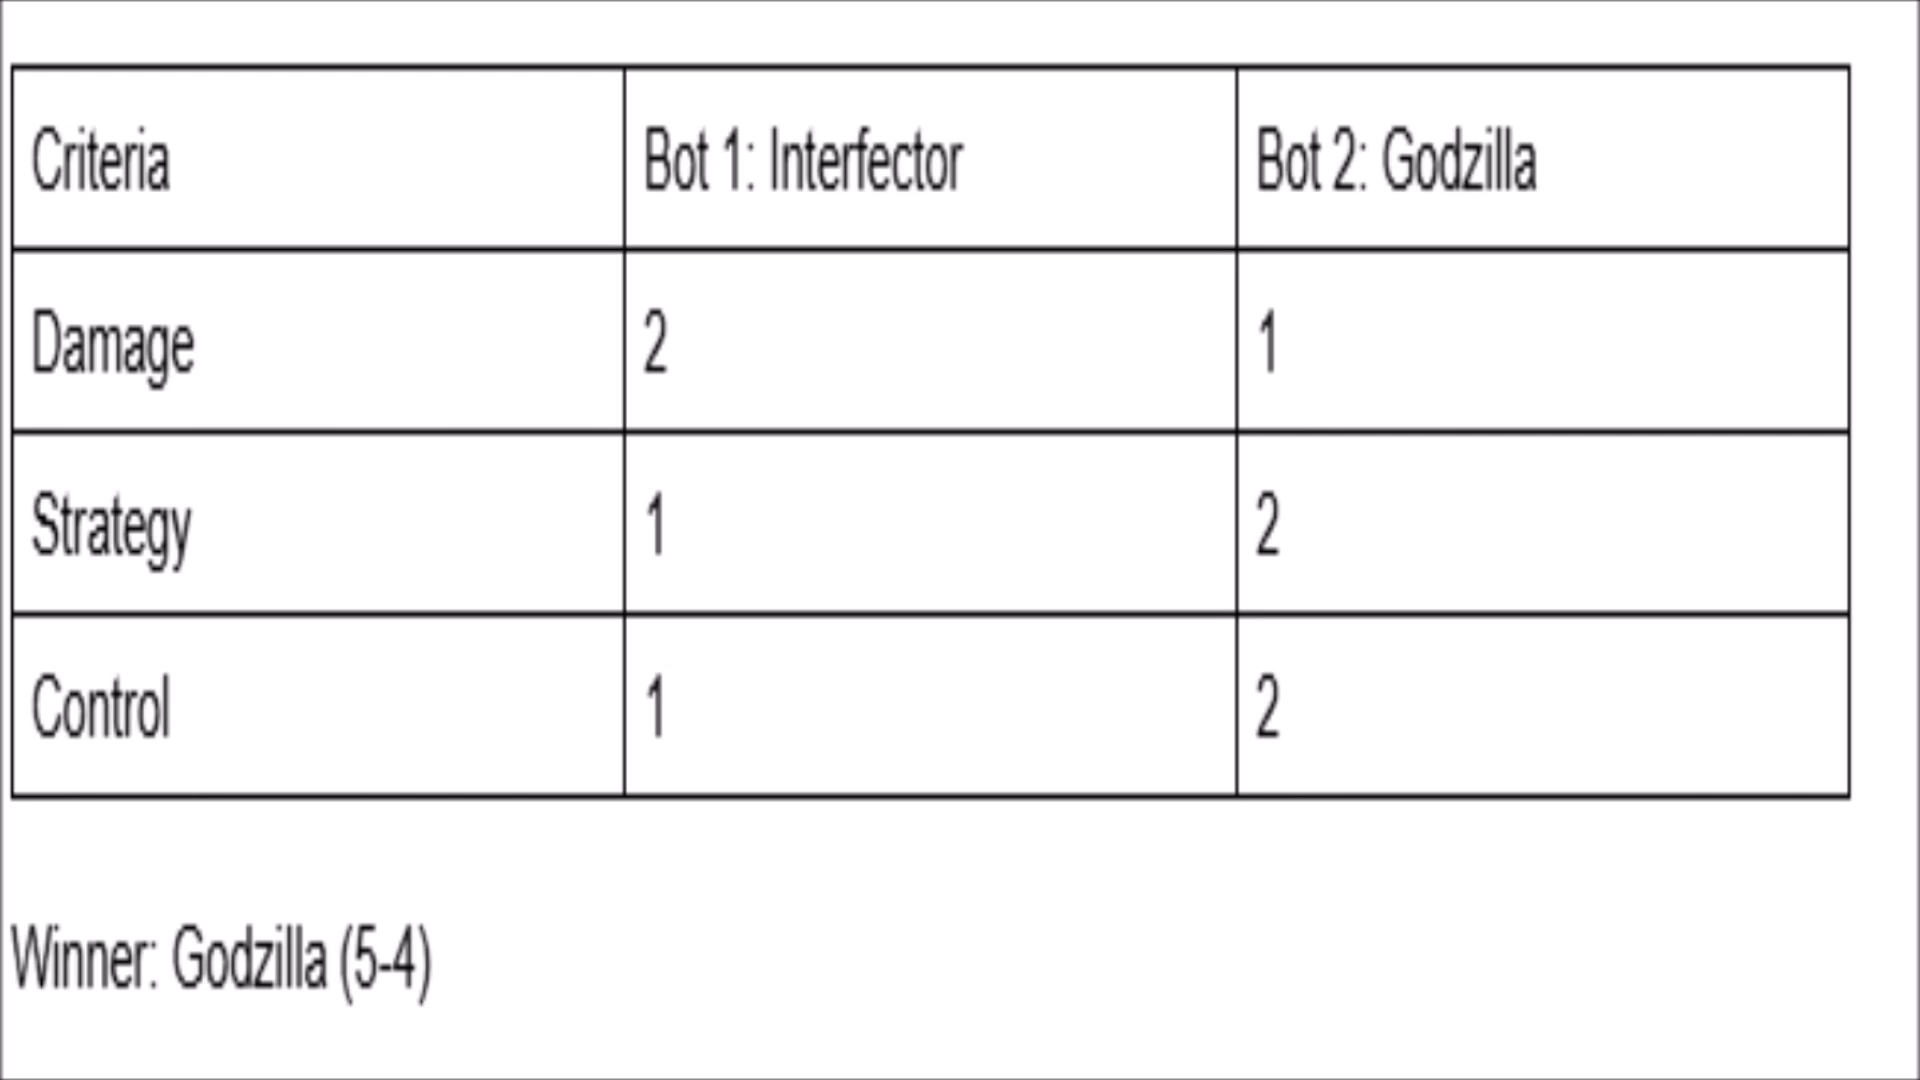 Criteria Bot 1: Interfector Bot 2: Godzilla
Damage 2 1
Strategy 1 2
Control 1 2
Winner: Godzilla (5-4)